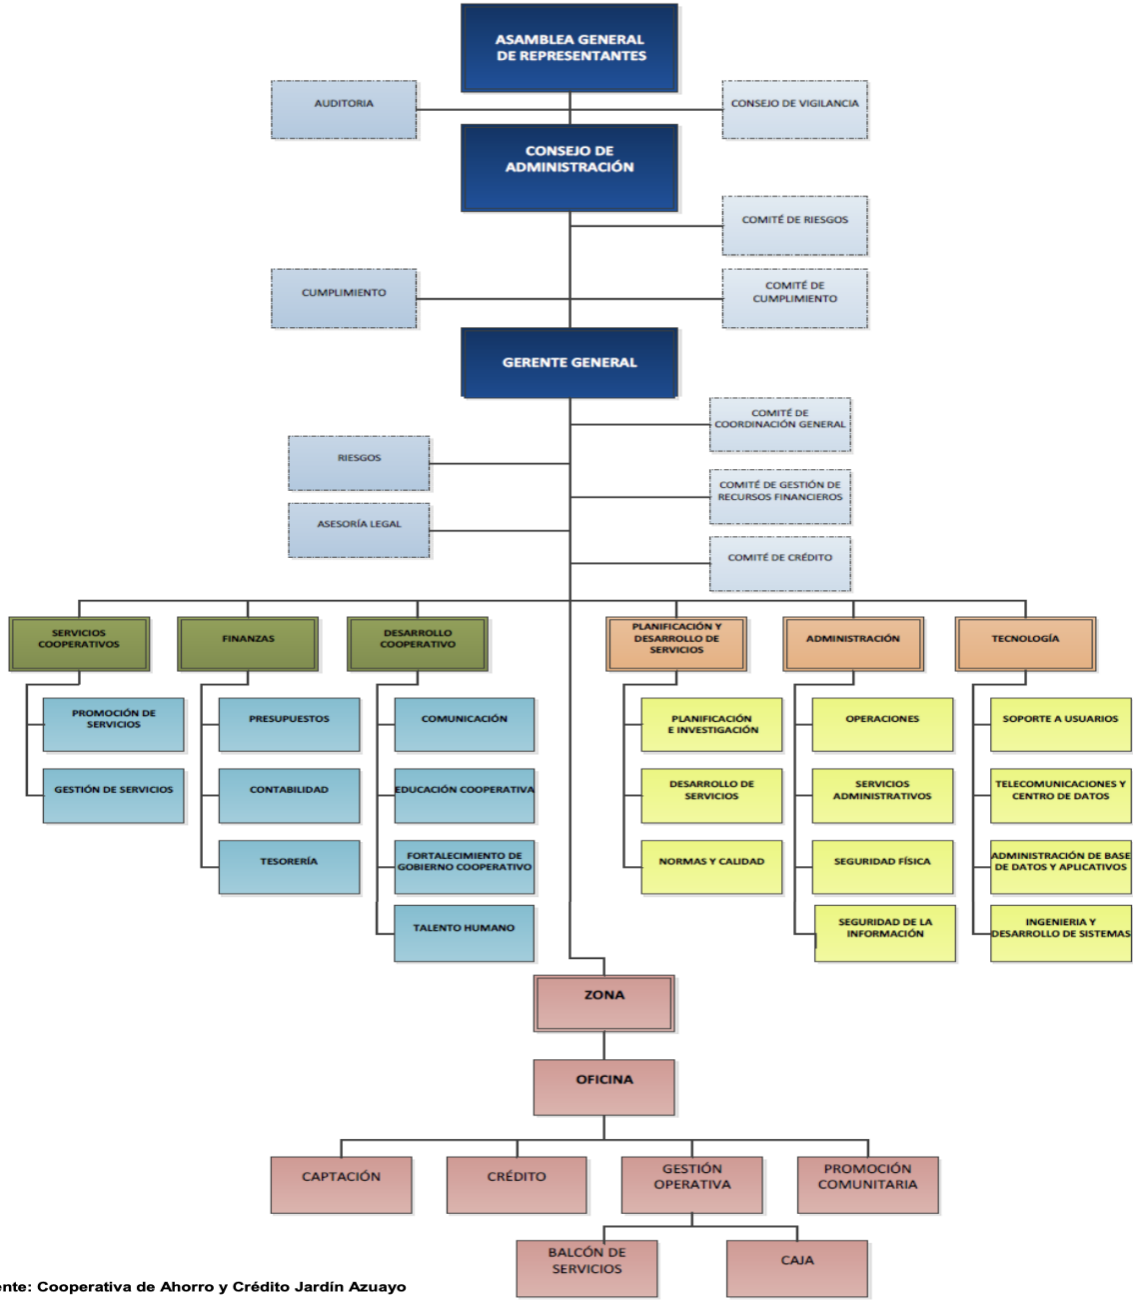 ASAMBLEA GENERAL
DE REPRESENTANTES
AUDITORIA
CONSEJO DE VIGILANCIA
CONSEJO DE
ADMINISTRACIÓN
COMITÉ DE RIESGOS
CUMPLIMIENTO
COMITÉ DE
CUMPLIMIENTO
GERENTE GENERAL
COMITÉ DE
COORDINACIÓN GENERAL
RIESGOS
COMITÉ DE GESTIÓN DE
RECURSOS FINANCIEROS
ASESORÍA LEGAL
COMITÉ DE CRÉDITO
SERVICIOS
COOPERATIVOS
FINANZAS
DESARROLLO
COOPERATIVO
PLANIFICACIÓN Y
DESARROLLO DE
SERVICIOS
ADMINISTRACIÓN
TECNOLOGÍA
PROMOCIÓN DE
SERVICIOS
PRESUPUESTOS
COMUNICACIÓN
PLANIFICACIÓN
E INVESTIGACIÓN
OPERACIONES
SOPORTE A USUARIOS
GESTIÓN DE SERVICIOS
CONTABILIDAD
EDUCACIÓN COOPERATIVA
DESARROLLO DE
SERVICIOS
SERVICIOS
ADMINISTRATIVOS
TELECOMUNICACIONES Y
CENTRO DE DATOS
TESORERÍA
FORTALECIMIENTO DE
GOBIERNO COOPERATIVO
NORMAS Y CALIDAD
SEGURIDAD FÍSICA
ADMINISTRACIÓN DE BASE
DE DATOS Y APLICATIVOS
TALENTO HUMANO
SEGURIDAD DE LA
INFORMACIÓN
INGENIERIA Y
DESARROLLO DE SISTEMAS
ZONA
OFICINA
CAPTACIÓN
CRÉDITO
GESTIÓN
OPERATIVA
PROMOCIÓN
COMUNITARIA
BALCÓN DE
SERVICIOS
CAJA
ente: Cooperativa de Ahorro y Crédito Jardín Azuayo